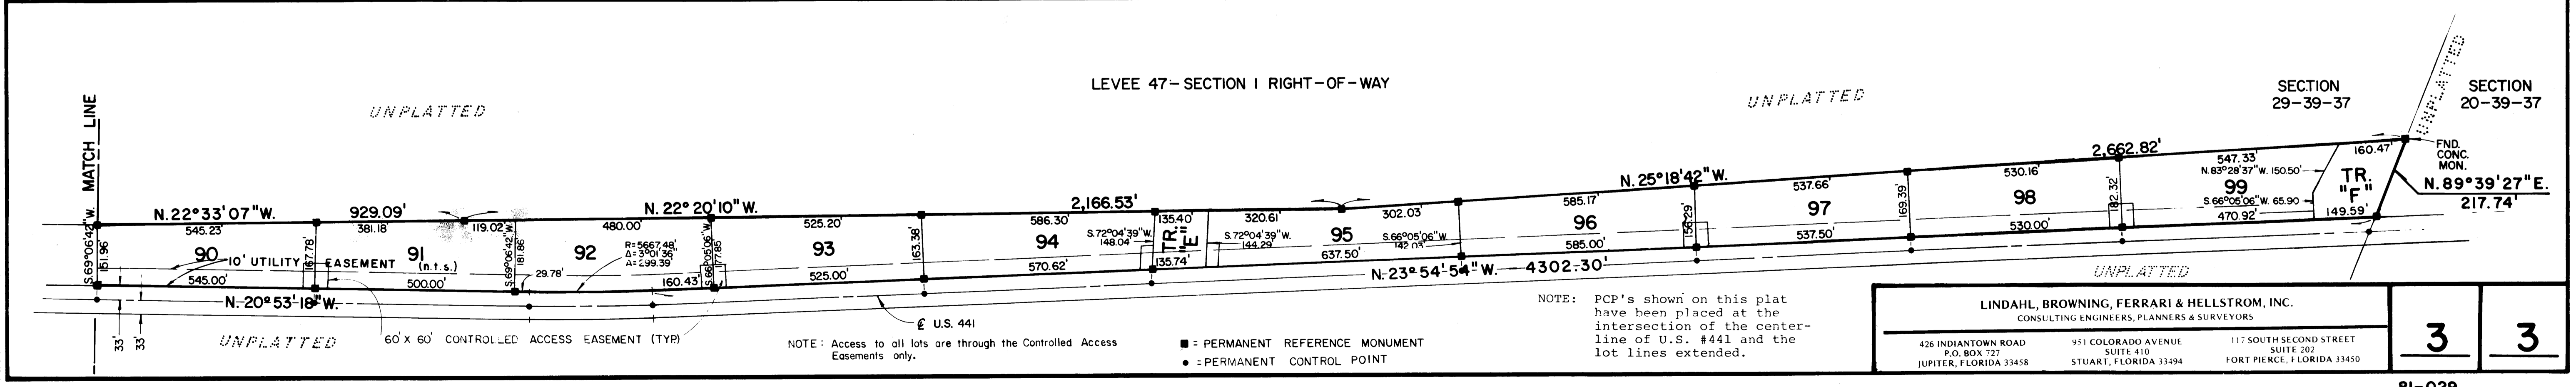 LEVEE 47-SECTION 1 RIGHT-OF-WAY
UNPLATTED
UNPLATTED
UNPLATTED
SECTION
29-39-37
SECTION
20-39-37
MATCH LINE
N. 22°33'07"W.
929.09'
N. 22°20'10"W.
2,166.53'
N. 25°18'42"W.
2,662.82'
FND.
CONC.
MON.
N. 89°39'27"E.
217.74'
S.69°06'42"W.
151.96'
545.23'
90
545.00'
167.78'
381.18'
91
500.00'
10' UTILITY EASEMENT (n.t.s.)
119.02'
S.69°06'42"W.
181.86'
480.00'
92
29.78'
R=5667.48'
Δ=3°01'36"
A=299.39'
160.43'
S.66°05'06"W.
177.85'
525.20'
93
525.00'
163.38'
586.30'
94
570.62'
S.72°04'39"W.
148.04'
135.40'
TR. "E"
135.74'
S.72°04'39"W.
144.29'
320.61'
95
637.50'
302.03'
S.66°05'06"W.
142.03'
585.17'
96
585.00'
156.29'
537.66'
97
537.50'
169.39'
530.16'
98
530.00'
182.32'
547.33'
N.83°28'37"W. 150.50'
99
S.66°05'06"W. 65.90
470.92'
160.47'
TR.
"F"
149.59'
N. 20°53'18"W.
N. 23°54'54"W. — 4302.30'
33'
33'
UNPLATTED
60' X 60' CONTROLLED ACCESS EASEMENT (TYP.)
℄ U.S. 441
UNPLATTED
NOTE: Access to all lots are through the Controlled Access
Easements only.
■ = PERMANENT REFERENCE MONUMENT
● = PERMANENT CONTROL POINT
NOTE: PCP's shown on this plat
have been placed at the
intersection of the center-
line of U.S. #441 and the
lot lines extended.
LINDAHL, BROWNING, FERRARI & HELLSTROM, INC.
CONSULTING ENGINEERS, PLANNERS & SURVEYORS
426 INDIANTOWN ROAD
P.O. BOX 727
JUPITER, FLORIDA 33458
951 COLORADO AVENUE
SUITE 410
STUART, FLORIDA 33494
117 SOUTH SECOND STREET
SUITE 202
FORT PIERCE, FLORIDA 33450
3
3
81-029